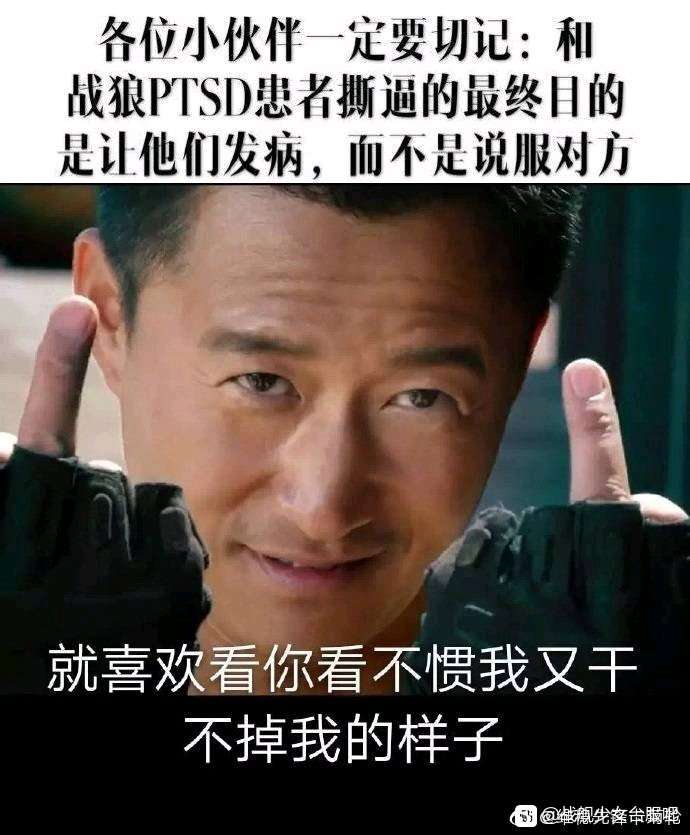 各位小伙伴一定要切记：和
战狼PTSD患者撕逼的最终目的
是让他们发病，而不是说服对方
就喜欢看你看不惯我又干
不掉我的样子